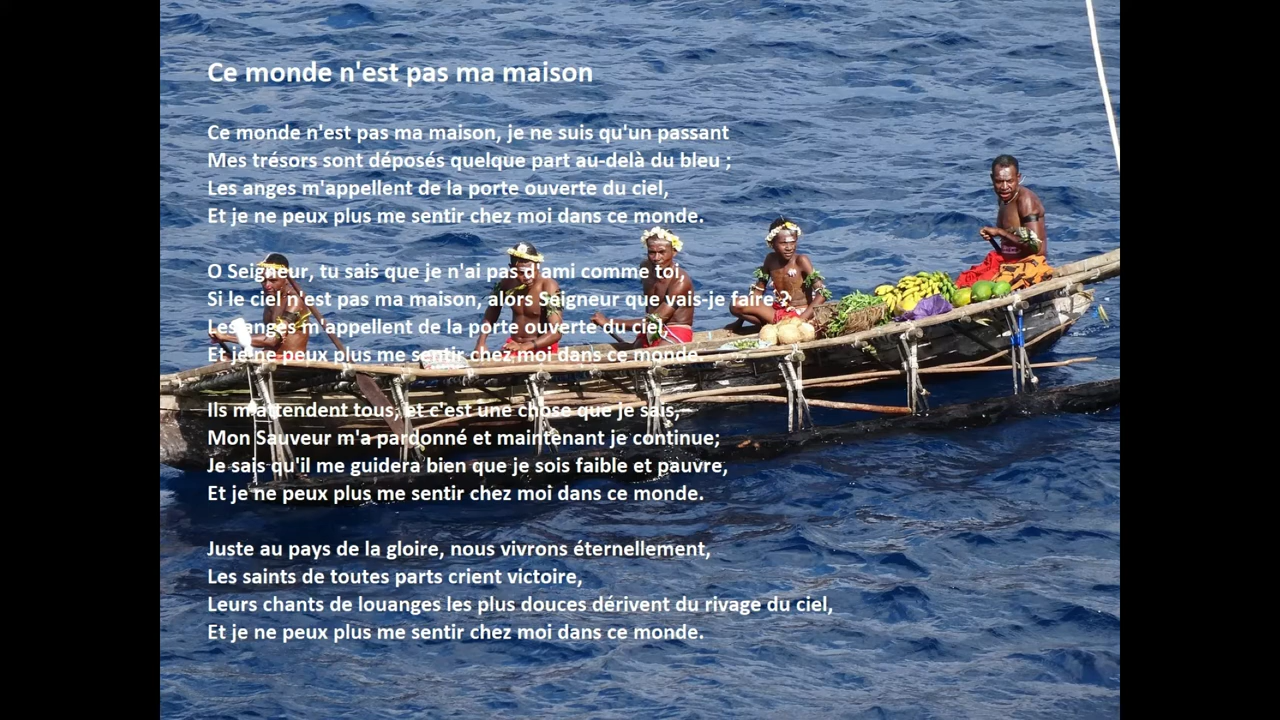 Ce monde n'est pas ma maison
Ce monde n'est pas ma maison, je ne suis qu'un passant
Mes trésors sont déposés quelque part au-delà du bleu ;
Les anges m'appellent de la porte ouverte du ciel,
Et je ne peux plus me sentir chez moi dans ce monde.
O Seigneur, tu sais que je n'ai pas d'ami comme toi,
Si le ciel n'est pas ma maison, alors Seigneur que vais-je faire ?
Les anges m'appellent de la porte ouverte du ciel,
Et je ne peux plus me sentir chez moi dans ce monde.
Ils m'attendent tous, et c'est une chose que je sais,
Mon Sauveur m'a pardonné et maintenant je continue;
Je sais qu'il me guidera bien que je sois faible et pauvre,
Et je ne peux plus me sentir chez moi dans ce monde.
Juste au pays de la gloire, nous vivrons éternellement,
Les saints de toutes parts crient victoire,
Leurs chants de louanges les plus douces dérivent du rivage du ciel,
Et je ne peux plus me sentir chez moi dans ce monde.